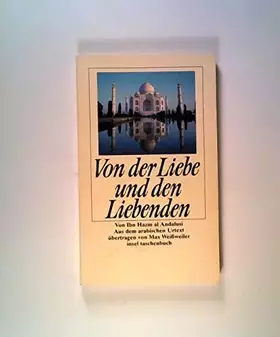 Von der Liebe
und den
Liebenden
Von Ibn Hazm al Andalusi
Aus dem arabischen Urtext
übertragen von Max Weißweiler
insel taschenbuch